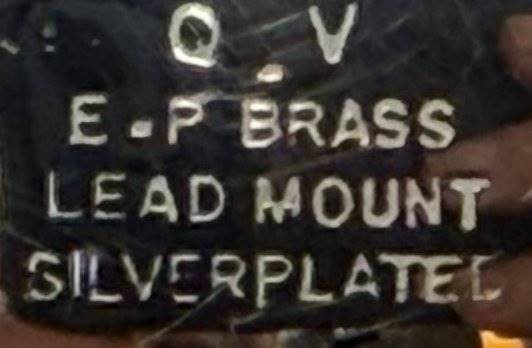 Q.V
E-P BRASS
LEAD MOUNT
SILVERPLATED